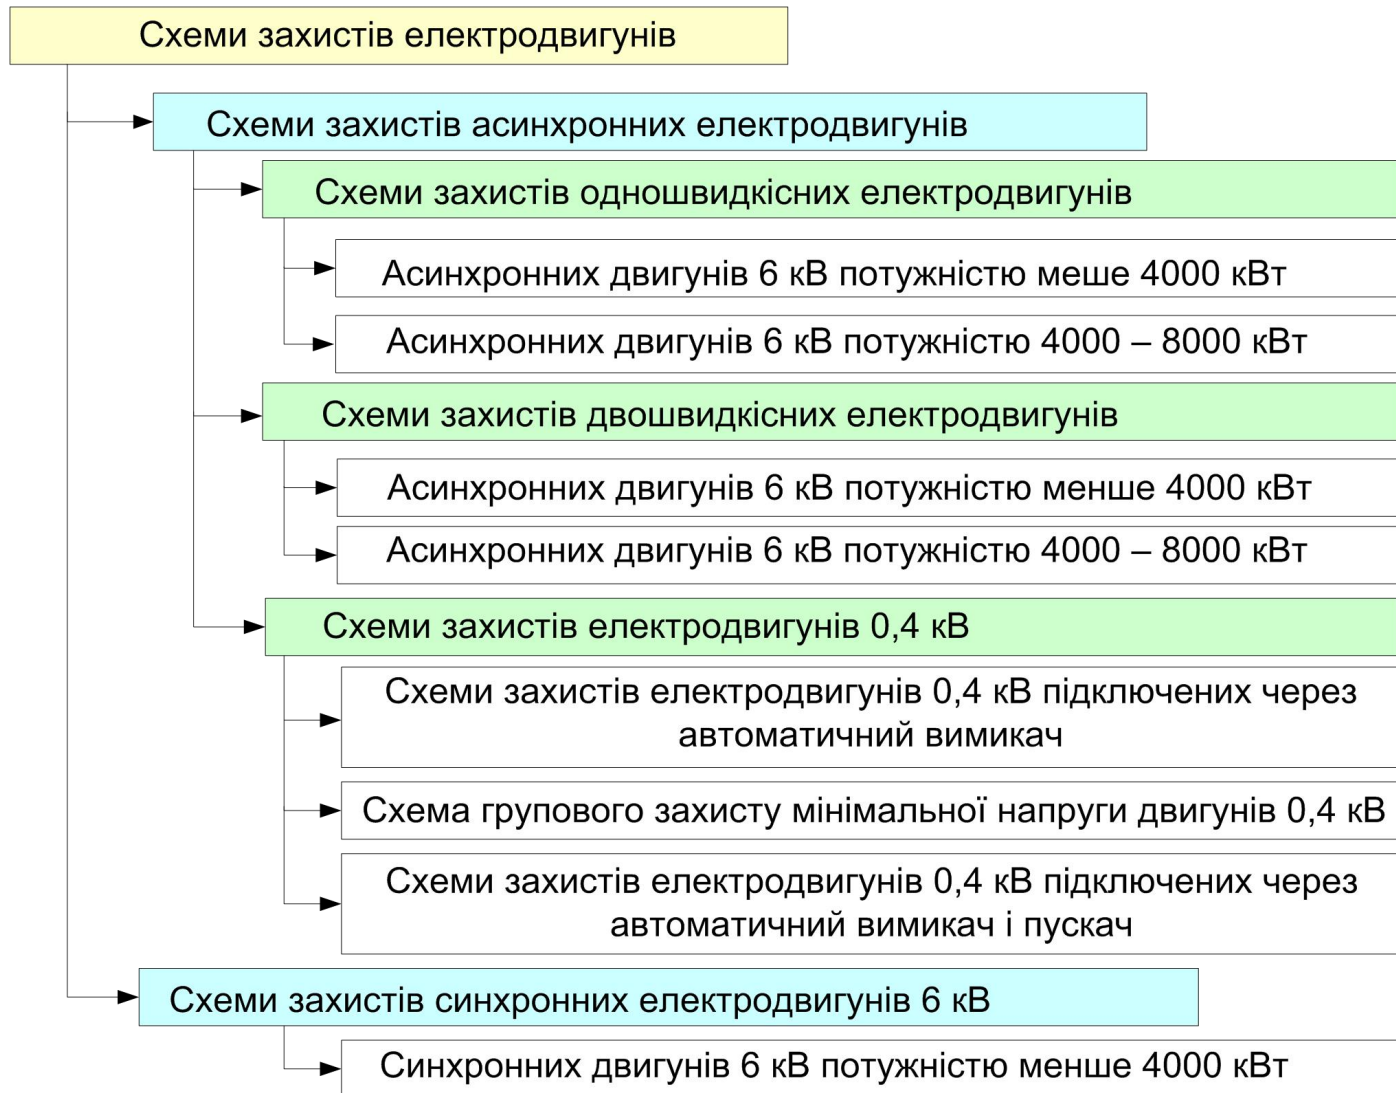 Схеми захистів електродвигунів
Схеми захистів асинхронних електродвигунів
Схеми захистів одношвидкісних електродвигунів
Асинхронних двигунів 6 кВ потужністю меше 4000 кВт
Асинхронних двигунів 6 кВ потужністю 4000 – 8000 кВт
Схеми захистів двошвидкісних електродвигунів
Асинхронних двигунів 6 кВ потужністю менше 4000 кВт
Асинхронних двигунів 6 кВ потужністю 4000 – 8000 кВт
Схеми захистів електродвигунів 0,4 кВ
Схеми захистів електродвигунів 0,4 кВ підключених через
автоматичний вимикач
Схема групового захисту мінімальної напруги двигунів 0,4 кВ
Схеми захистів електродвигунів 0,4 кВ підключених через
автоматичний вимикач і пускач
Схеми захистів синхронних електродвигунів 6 кВ
Синхронних двигунів 6 кВ потужністю менше 4000 кВт